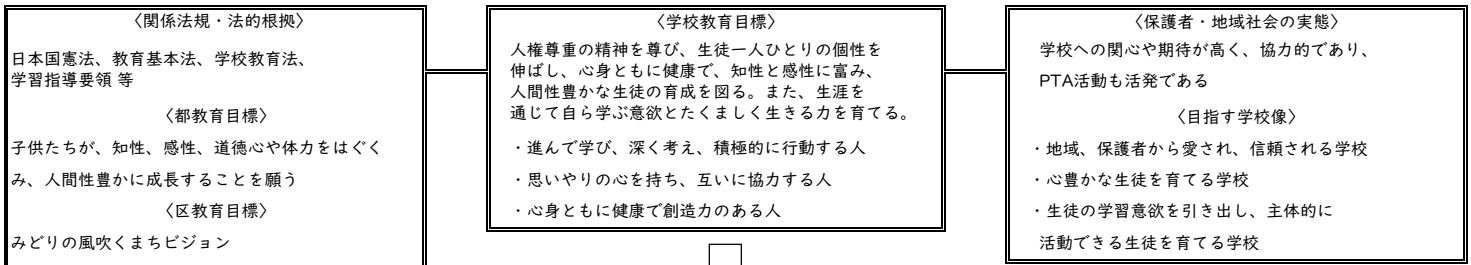 〈関係法規・法的根拠〉
日本国憲法、教育基本法、学校教育法、
学習指導要領 等
〈都教育目標〉
子供たちが、知性、感性、道徳心や体力をはぐく
み、人間性豊かに成長することを願う
〈区教育目標〉
みどりの風吹くまちビジョン
〈学校教育目標〉
人権尊重の精神を尊び、生徒一人ひとりの個性を
伸ばし、心身ともに健康で、知性と感性に富み、
人間性豊かな生徒の育成を図る。また、生涯を
通じて自ら学ぶ意欲とたくましく生きる力を育てる。
・進んで学び、深く考え、積極的に行動する人
・思いやりの心を持ち、互いに協力する人
・心身ともに健康で創造力のある人
〈保護者・地域社会の実態〉
学校への関心や期待が高く、協力的であり、
PTA活動も活発である
〈目指す学校像〉
・地域、保護者から愛され、信頼される学校
・心豊かな生徒を育てる学校
・生徒の学習意欲を引き出し、主体的に
活動できる生徒を育てる学校